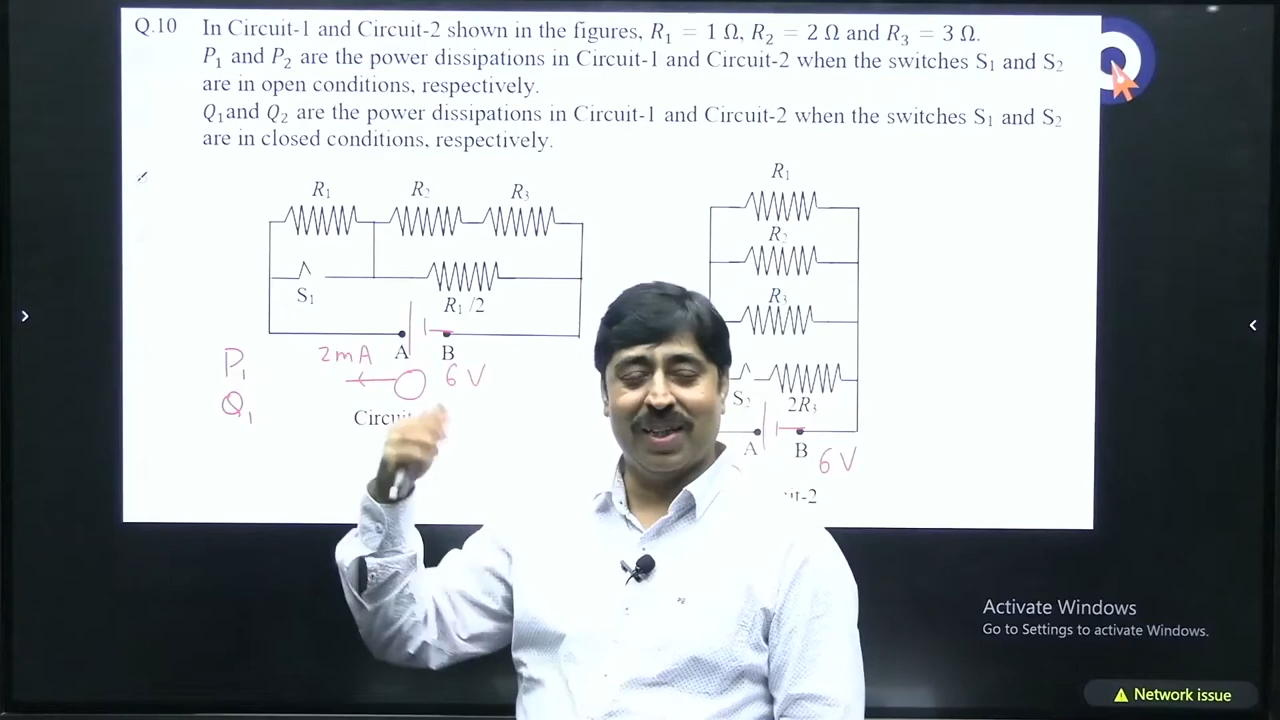 Q.10 In Circuit-1 and Circuit-2 shown in the figures, R₁ = 1 Ω, R₂ = 2 Ω and R₃ = 3 Ω.
P₁ and P₂ are the power dissipations in Circuit-1 and Circuit-2 when the switches S₁ and S₂
are in open conditions, respectively.
Q₁and Q₂ are the power dissipations in Circuit-1 and Circuit-2 when the switches S₁ and S₂
are in closed conditions, respectively.
R₁ R₂ R₃
S₁ R₁ /2
2mA A B
6 V
P₁
Q₁
R₁
R₂
R₃
S₂ 2R₃
A B
6 V
Activate Windows
Go to Settings to activate Windows.
Network issue